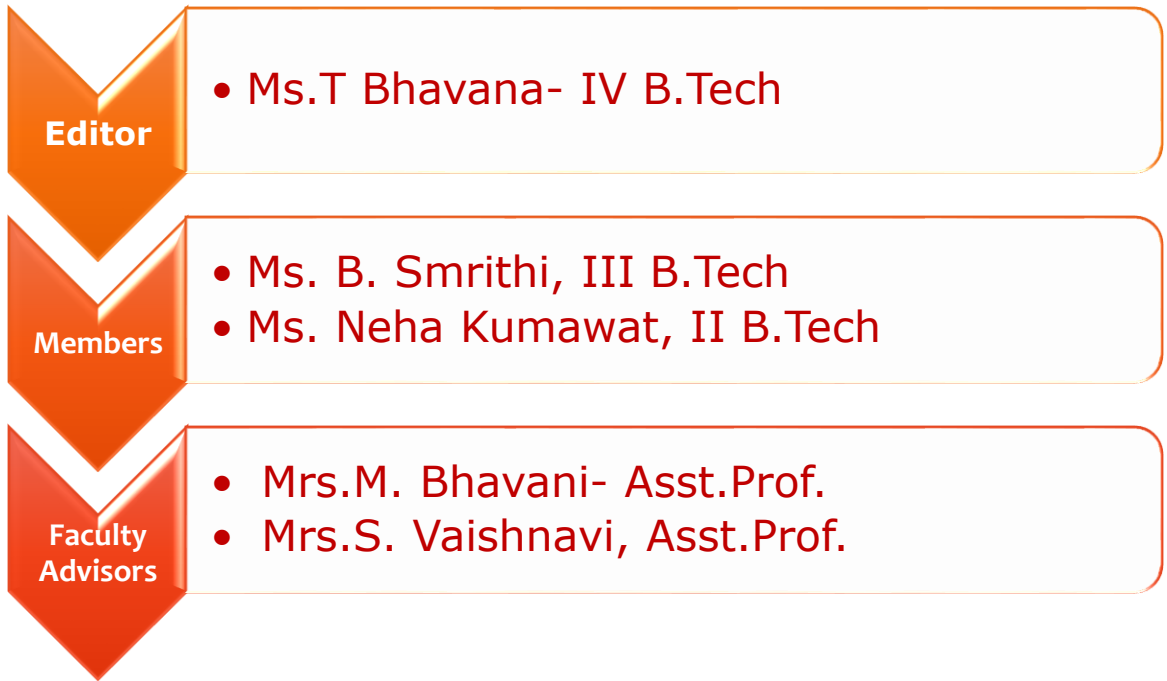 Editor
• Ms.T Bhavana- IV B.Tech
Members
• Ms. B. Smrithi, III B.Tech
• Ms. Neha Kumawat, II B.Tech
Faculty
Advisors
• Mrs.M. Bhavani- Asst.Prof.
• Mrs.S. Vaishnavi, Asst.Prof.